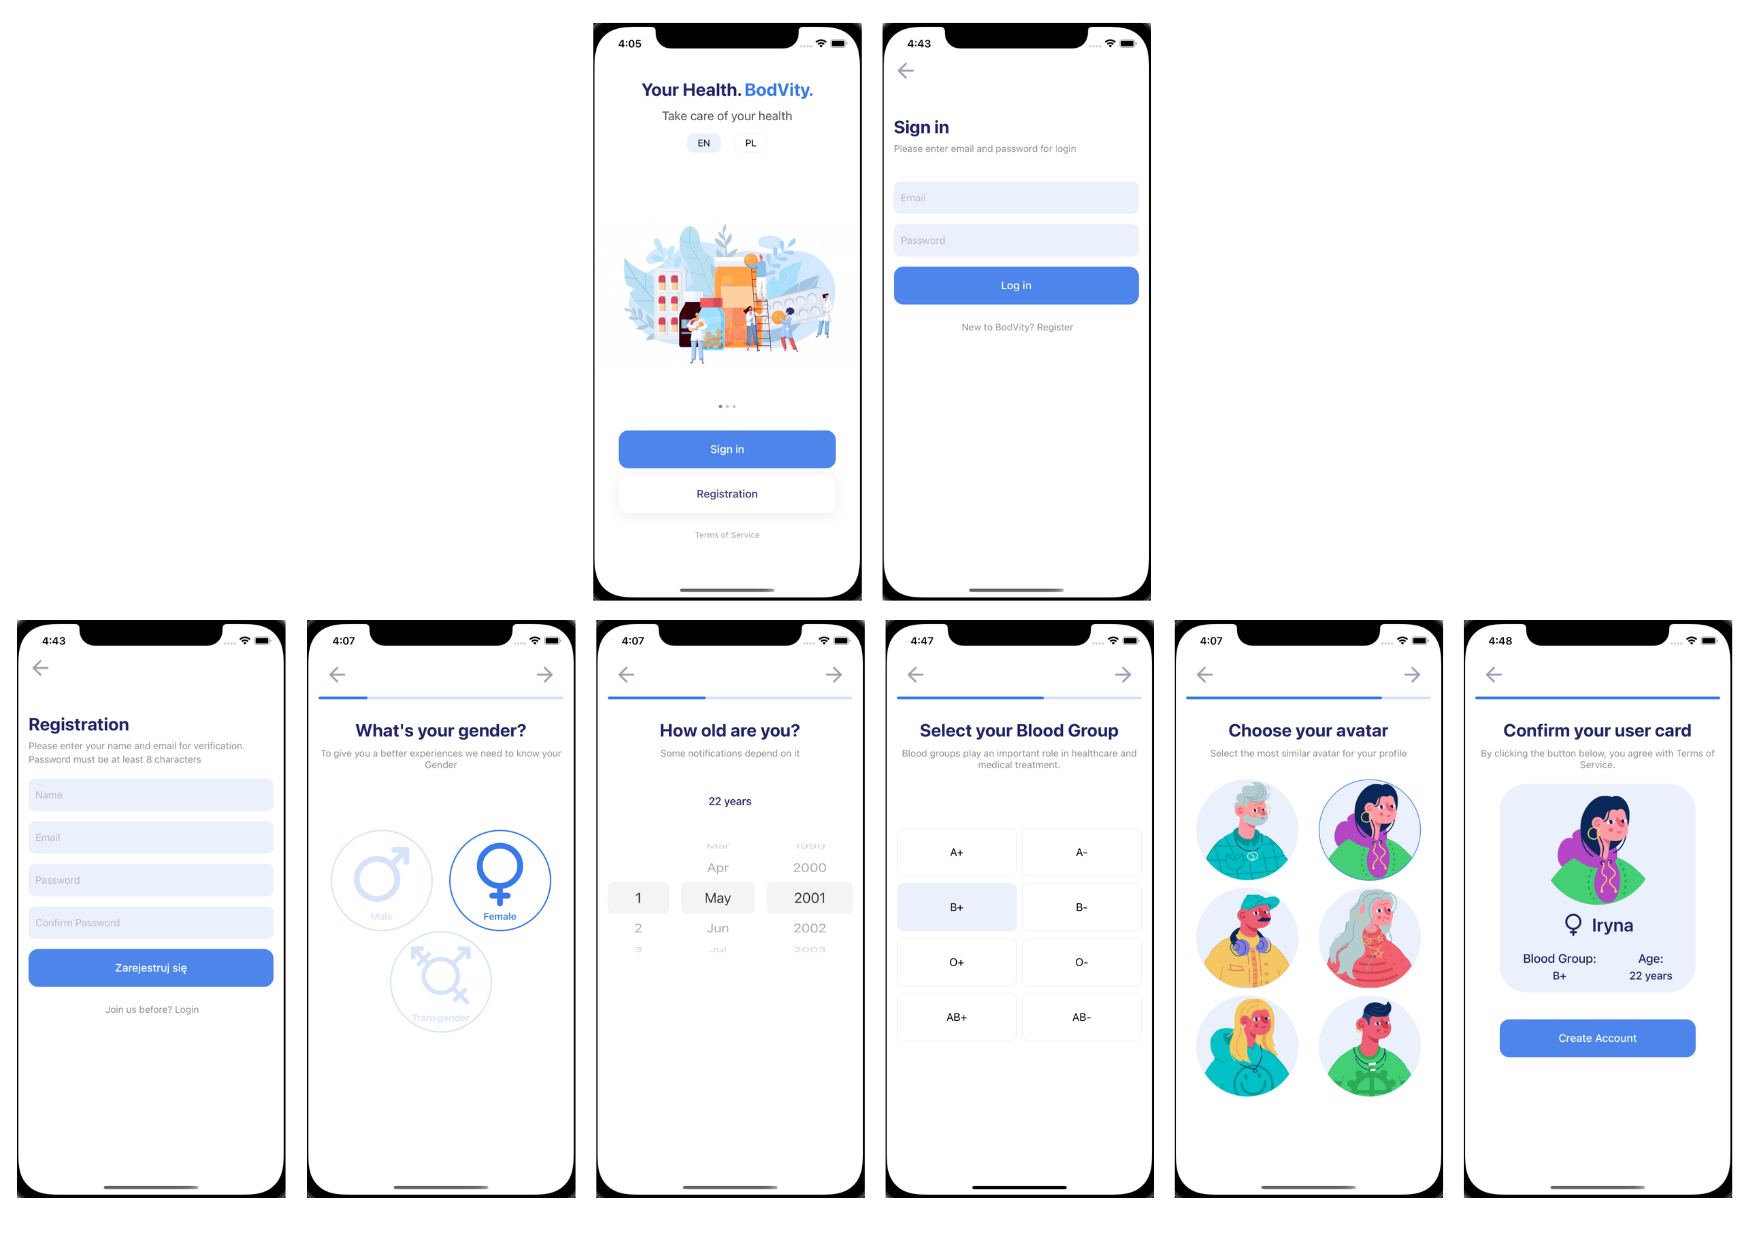 4:05
Your Health. BodVity.
Take care of your health
EN PL
Sign in
Registration
Terms of Service
4:43
Sign in
Please enter email and password for login
Email
Password
Log in
New to BodVity? Register
4:43
Registration
Please enter your name and email for verification.
Password must be at least 8 characters
Name
Email
Password
Confirm Password
Zarejestruj się
Join us before? Login
4:07
What's your gender?
To give you a better experiences we need to know your
Gender
Male Female
Transgender
4:07
How old are you?
Some notifications depend on it
22 years
Mar 1999
Apr 2000
1 May 2001
2 Jun 2002
3 Jul 2003
4:47
Select your Blood Group
Blood groups play an important role in healthcare and
medical treatment.
A+ A-
B+ B-
O+ O-
AB+ AB-
4:07
Choose your avatar
Select the most similar avatar for your profile
4:48
Confirm your user card
By clicking the button below, you agree with Terms of
Service.
Iryna
Blood Group: Age:
B+ 22 years
Create Account